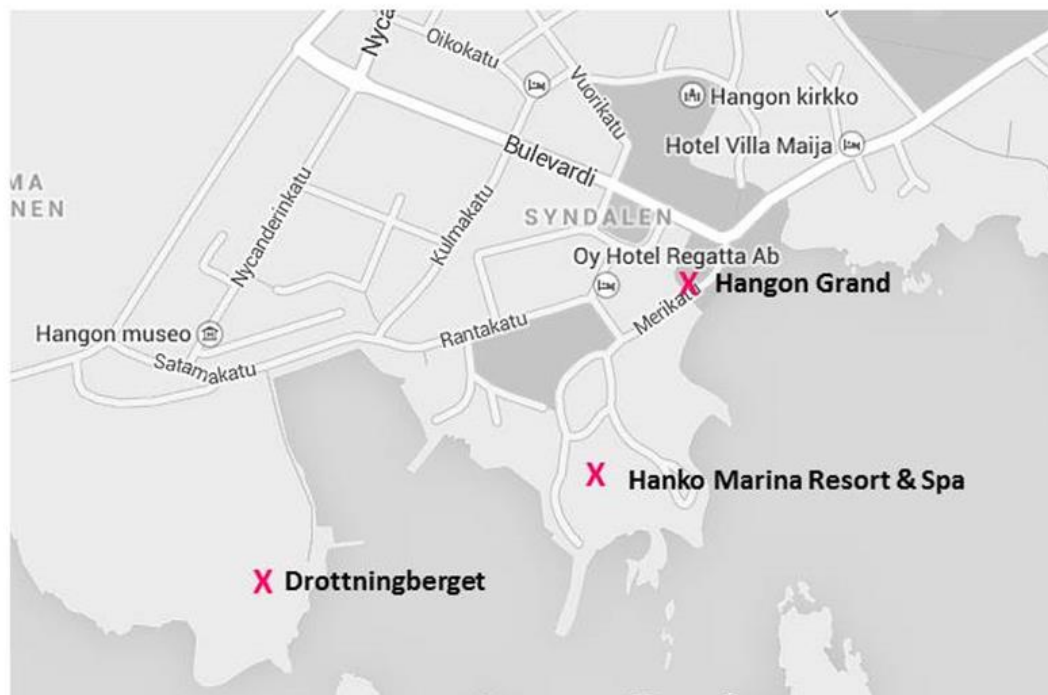 Nyca
Oikokatu
Vuorikatu
Hangon kirkko
Hotel Villa Maija
Bulevardi
MA
NEN
SYNDALEN
Nycanderinkatu
Kulmakatu
Oy Hotel Regatta Ab
X Hangon Grand
Merikatu
Hangon museo
Rantakatu
Satamakatu
X Hanko Marina Resort & Spa
X Drottningberget